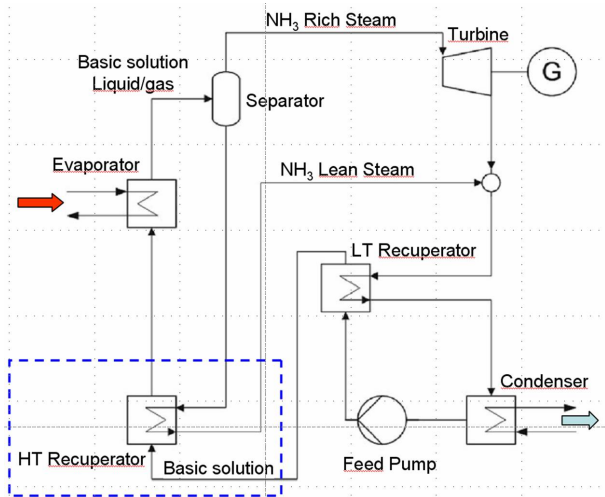 NH₃ Rich Steam
Turbine
Basic solution
Liquid/gas
G
Separator
Evaporator
NH₃ Lean Steam
LT Recuperator
Condenser
HT Recuperator
Basic solution
Feed Pump